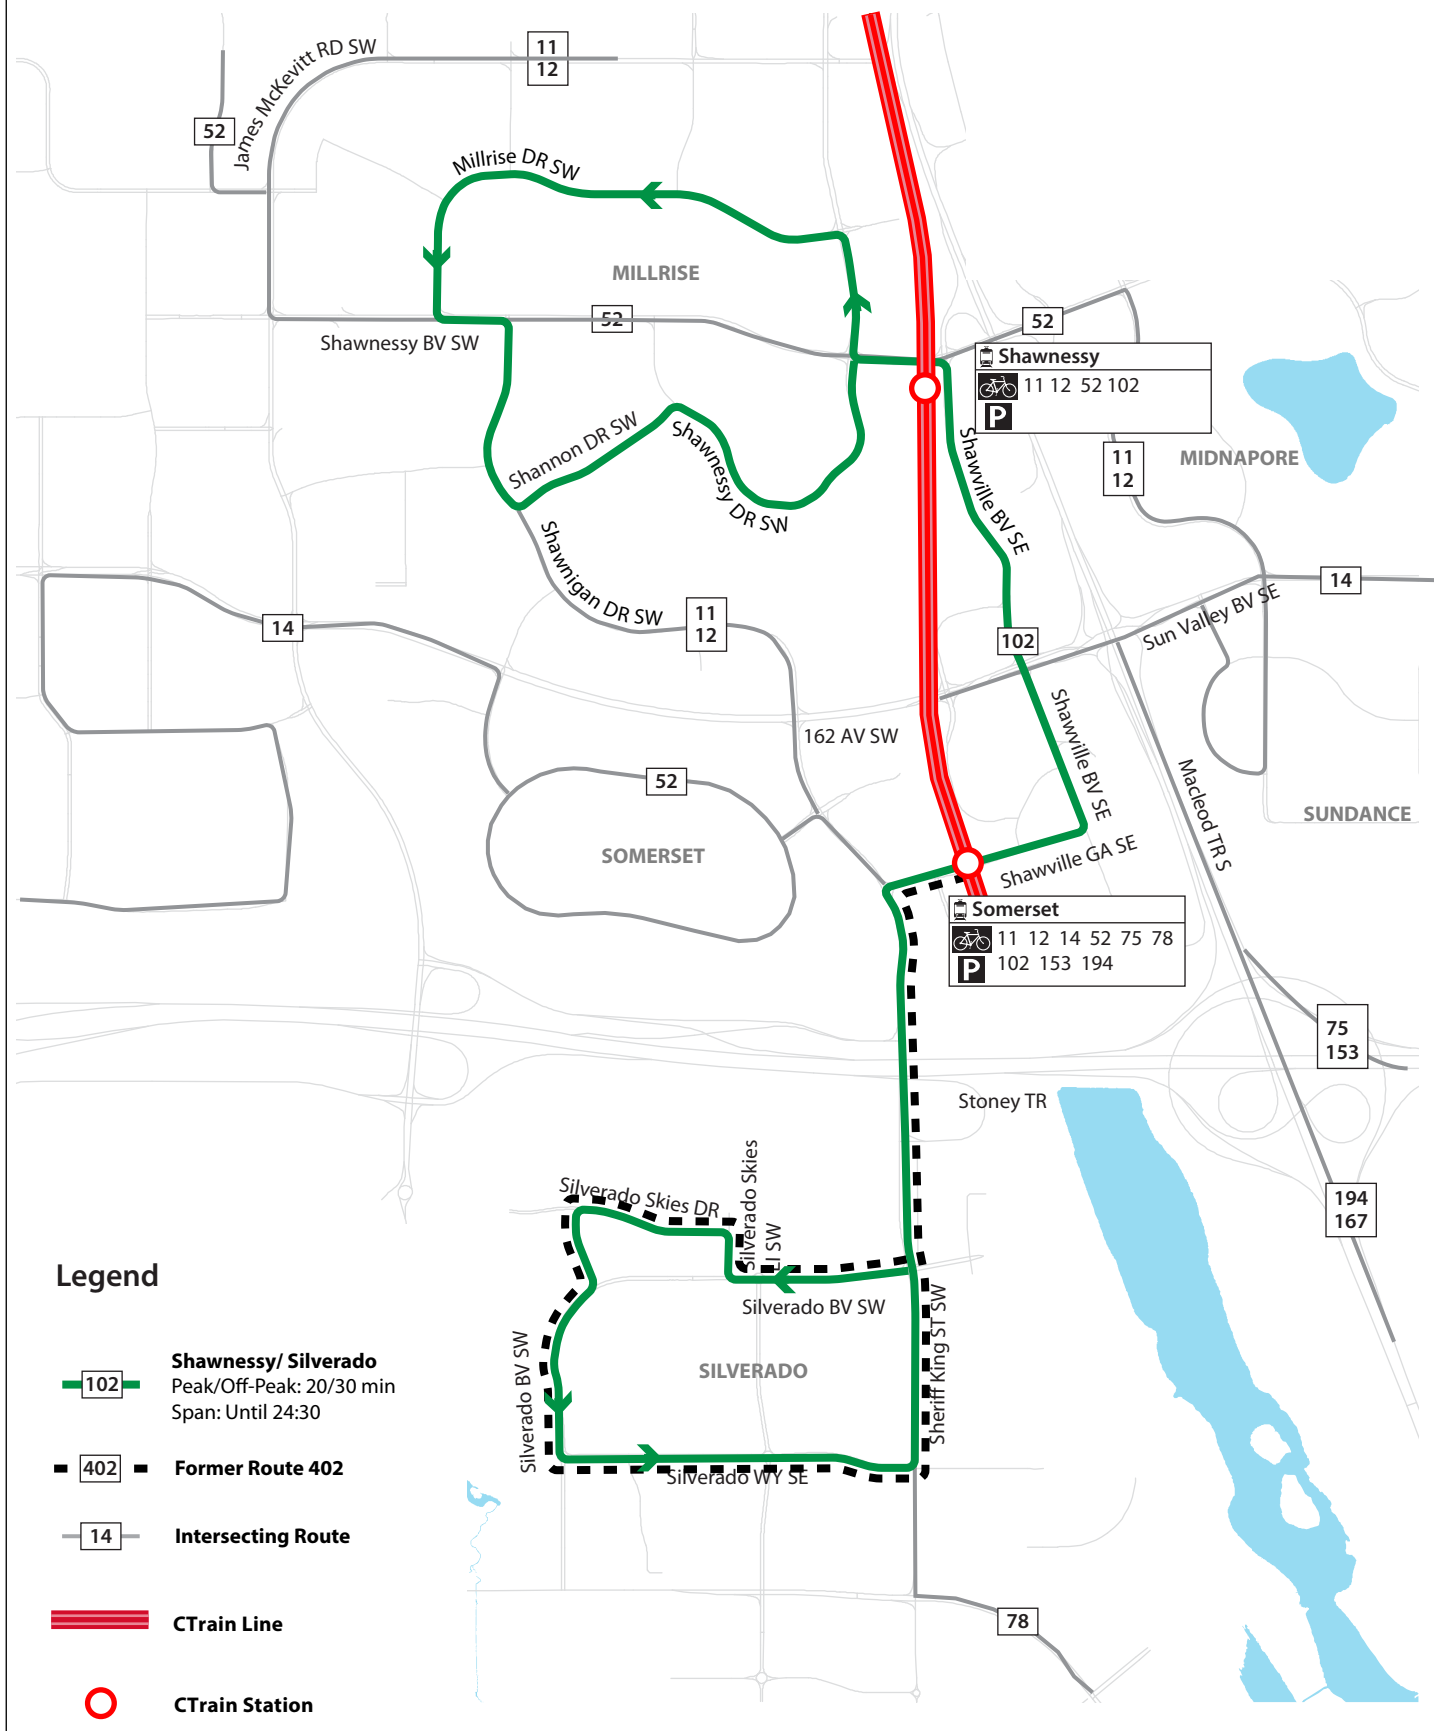 James McKevitt RD SW
11
12
52
Millrise DR SW
MILLRISE
52
52
Shawnessy BV SW
Shawnessy
11 12 52 102
P
Shannon DR SW
Shawnessy DR SW
Shawville BV SE
11
12
MIDNAPORE
Shawnigan DR SW
14
11
12
102
14
Sun Valley BV SE
162 AV SW
Shawville BV SE
52
Macleod TR S
SUNDANCE
SOMERSET
Shawville GA SE
Somerset
11 12 14 52 75 78
P
102 153 194
75
153
Stoney TR
Silverado Skies
LI SW
Silverado Skies DR
194
167
Silverado BV SW
Silverado BV SW
SILVERADO
Sheriff King ST SW
Silverado WY SE
78
Legend
102
Shawnessy/ Silverado
Peak/Off-Peak: 20/30 min
Span: Until 24:30
402
Former Route 402
14
Intersecting Route
CTrain Line
CTrain Station